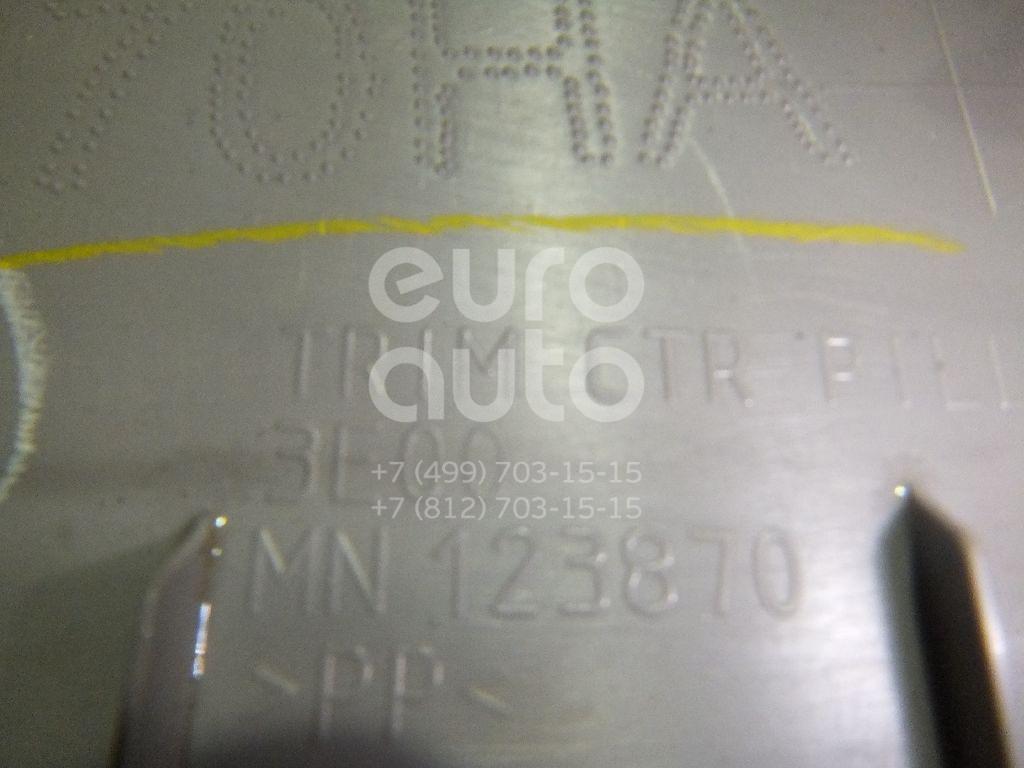 70HA
euro
auto
TRIM CTR PILL
3E00
+7 (499) 703-15-15
+7 (812) 703-15-15
MN 123870
>PP<